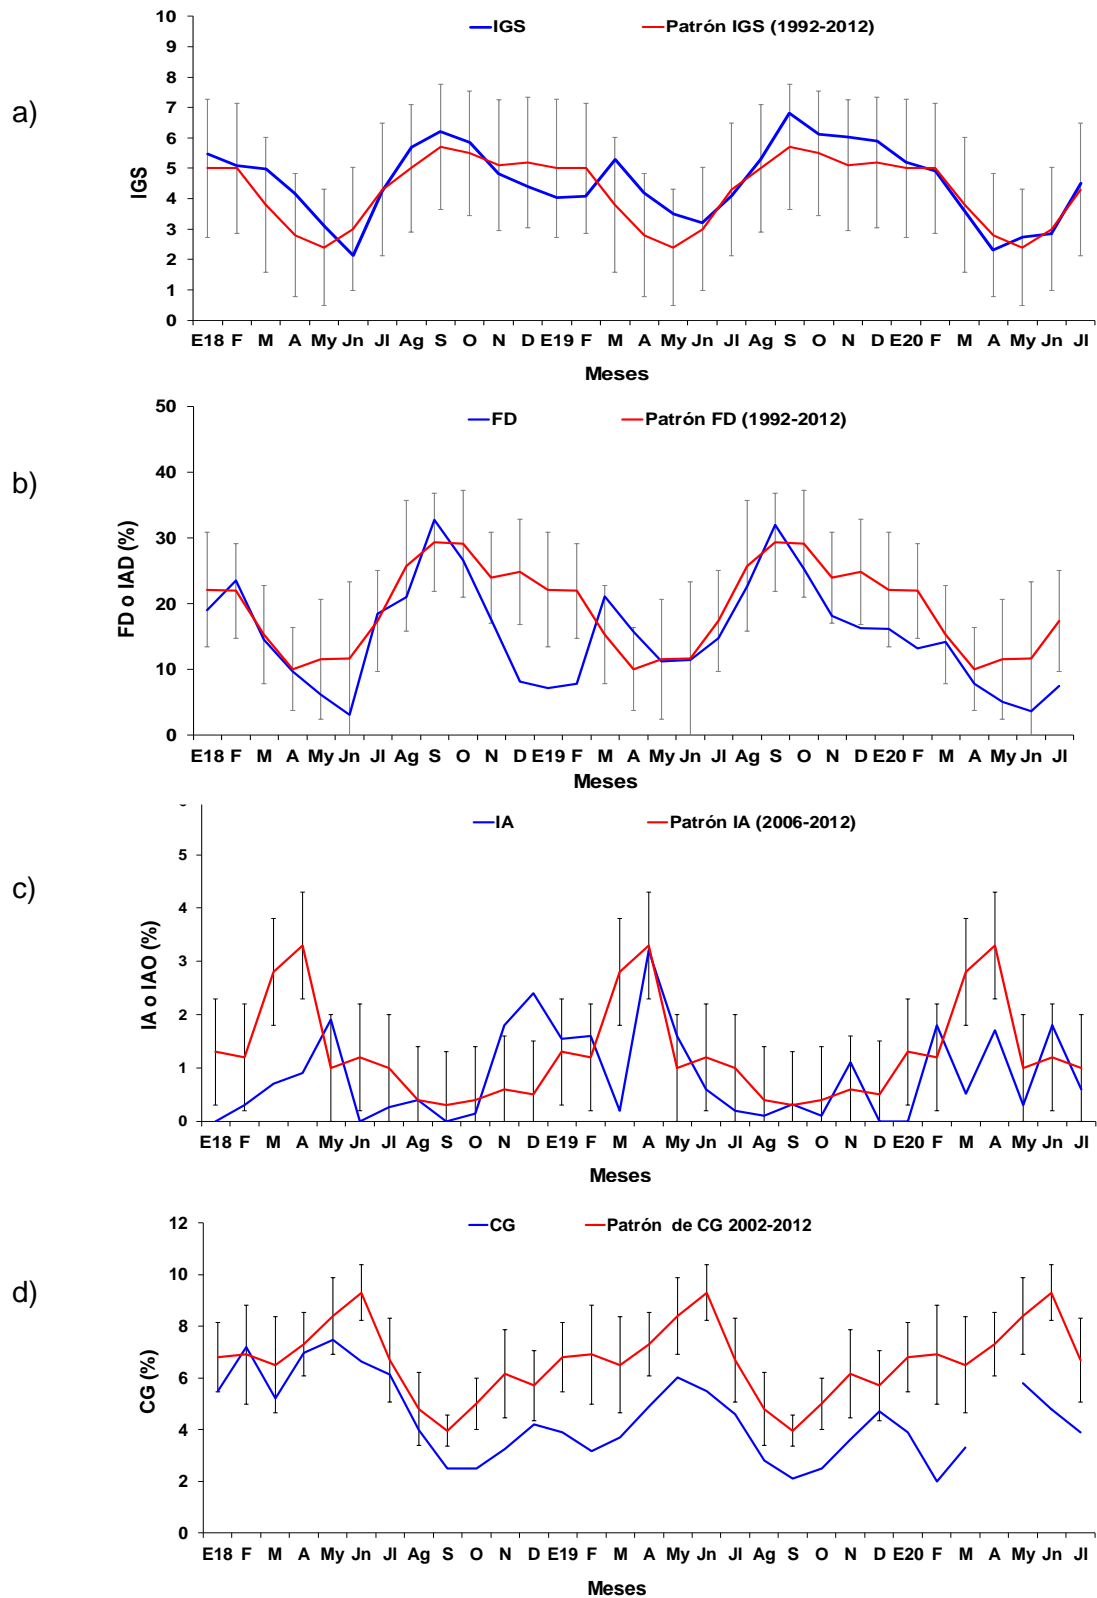 a)
IGS
Patrón IGS (1992-2012)
10
9
8
7
6
5
4
3
2
1
0
IGS
E18 F M A My Jn Jl Ag S O N D E19 F M A My Jn Jl Ag S O N D E20 F M A My Jn Jl
Meses
b)
FD
Patrón FD (1992-2012)
50
40
30
20
10
0
FD o IAD (%)
E18 F M A My Jn Jl Ag S O N D E19 F M A My Jn Jl Ag S O N D E20 F M A My Jn Jl
Meses
c)
IA
Patrón IA (2006-2012)
5
4
3
2
1
0
IA o IAO (%)
E18 F M A My Jn Jl Ag S O N D E19 F M A My Jn Jl Ag S O N D E20 F M A My Jn Jl
Meses
d)
CG
Patrón de CG 2002-2012
12
10
8
6
4
2
0
CG (%)
E18 F M A My Jn Jl Ag S O N D E19 F M A My Jn Jl Ag S O N D E20 F M A My Jn Jl
Meses